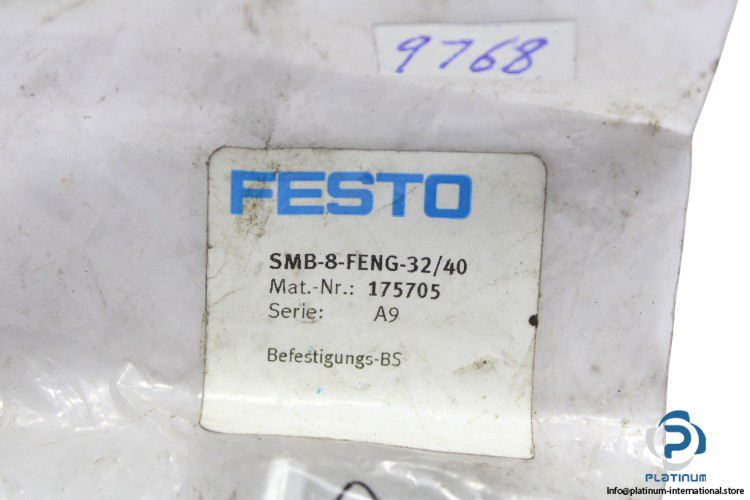 9768
FESTO
SMB-8-FENG-32/40
Mat.-Nr.: 175705
Serie: A9
Befestigungs-BS
PLATINUM
Info@platinum-international.store